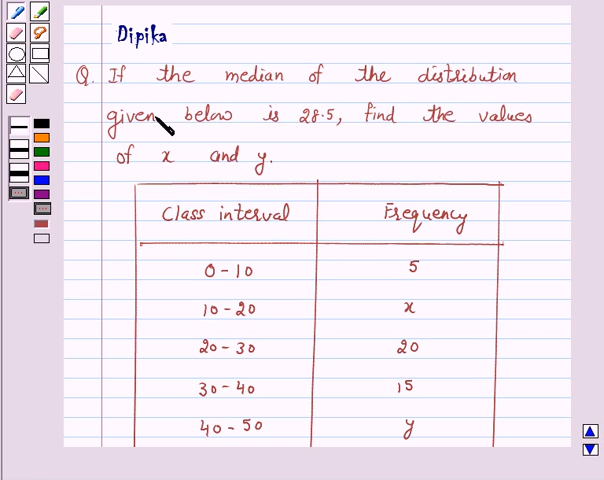 Dipika
Q. If the median of the distribution
given below is 28.5, find the values
of x and y.
Class interval Frequency
0-10 5
10-20 x
20-30 20
30-40 15
40-50 y